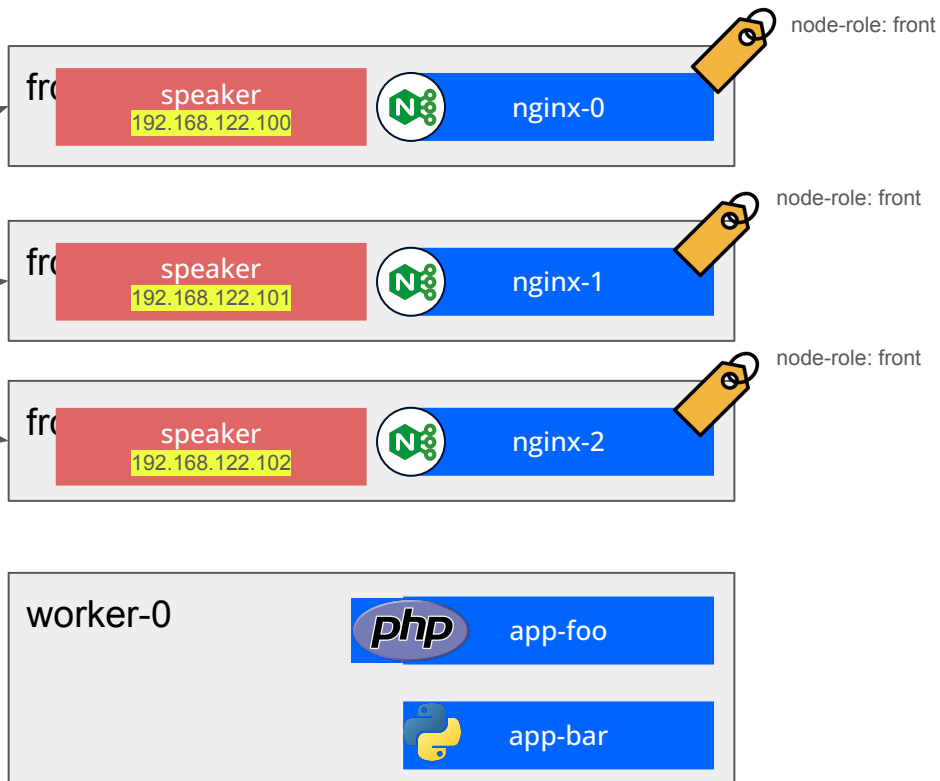 node-role: front
speaker
192.168.122.100
nginx-0
node-role: front
speaker
192.168.122.101
nginx-1
node-role: front
speaker
192.168.122.102
nginx-2
worker-0
php
app-foo
app-bar